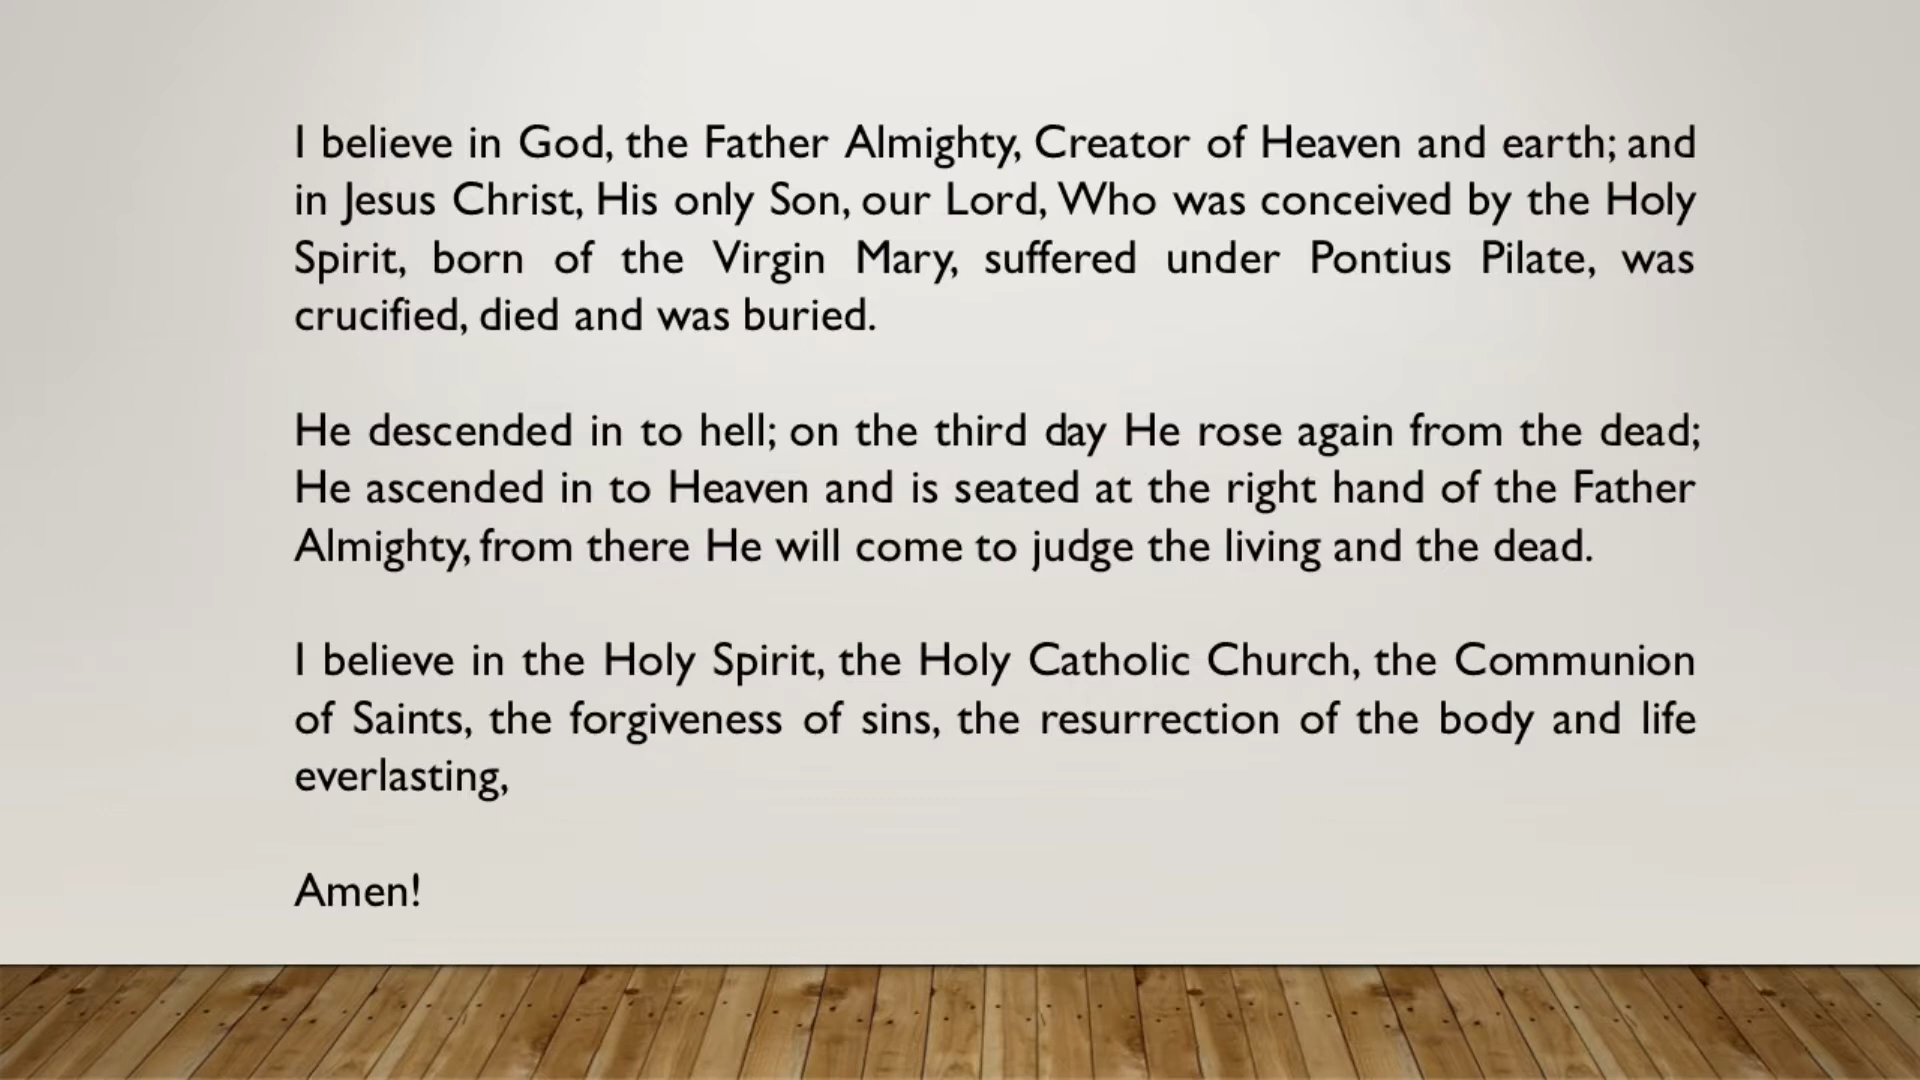 I believe in God, the Father Almighty, Creator of Heaven and earth; and
in Jesus Christ, His only Son, our Lord, Who was conceived by the Holy
Spirit, born of the Virgin Mary, suffered under Pontius Pilate, was
crucified, died and was buried.
He descended in to hell; on the third day He rose again from the dead;
He ascended in to Heaven and is seated at the right hand of the Father
Almighty, from there He will come to judge the living and the dead.
I believe in the Holy Spirit, the Holy Catholic Church, the Communion
of Saints, the forgiveness of sins, the resurrection of the body and life
everlasting,
Amen!